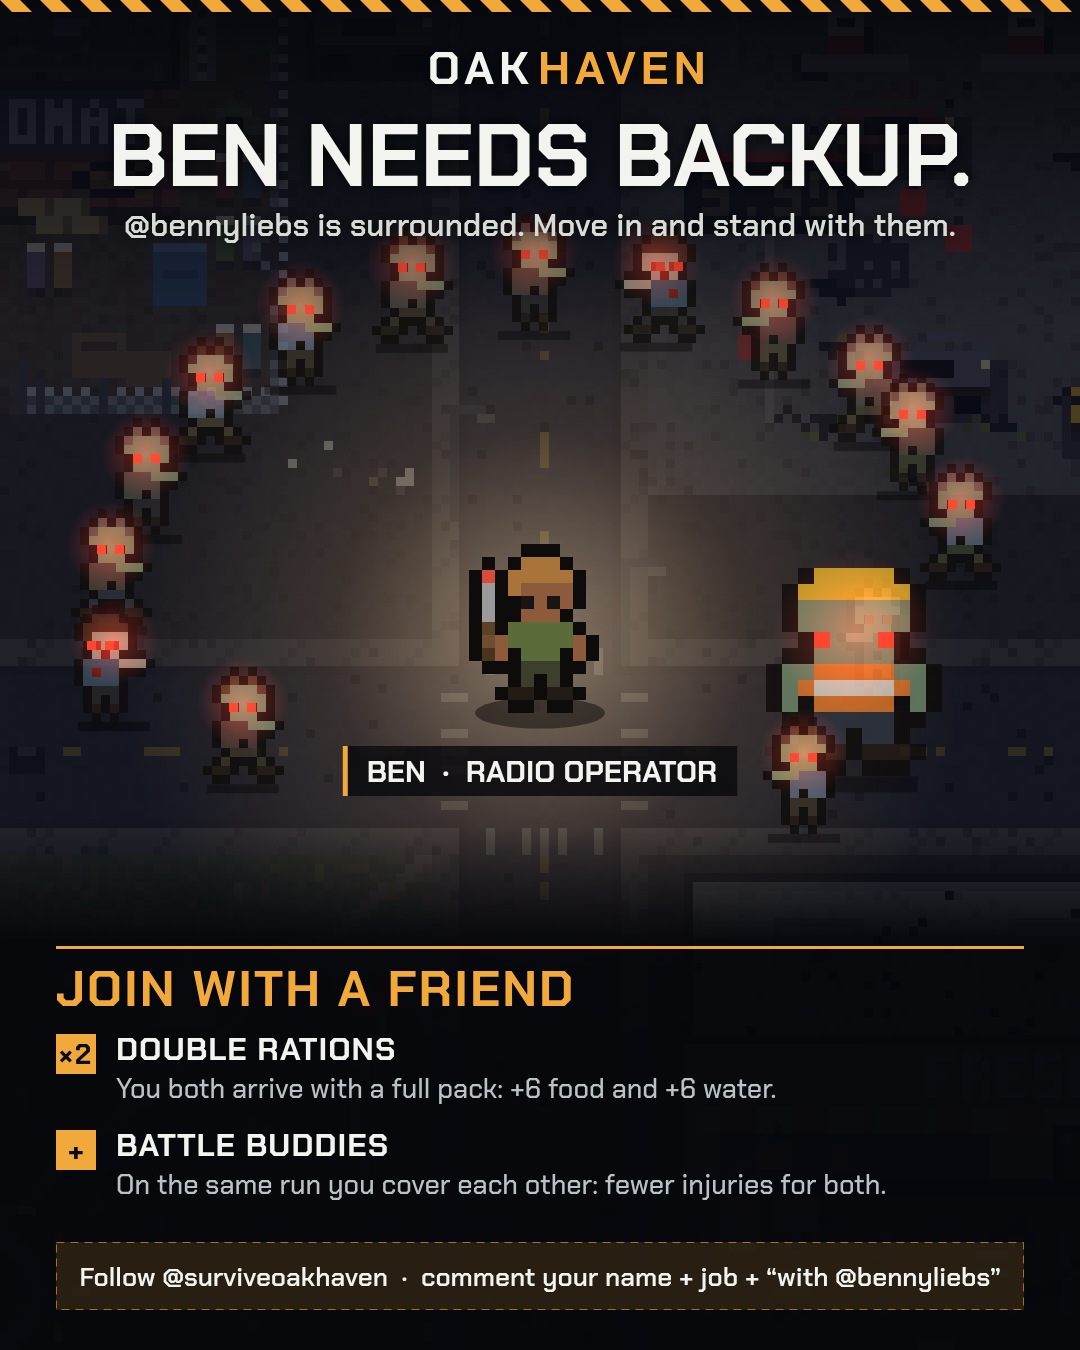 OAKHAVEN
BEN NEEDS BACKUP.
@bennyliebs is surrounded. Move in and stand with them.
BEN · RADIO OPERATOR
JOIN WITH A FRIEND
×2 DOUBLE RATIONS
You both arrive with a full pack: +6 food and +6 water.
+ BATTLE BUDDIES
On the same run you cover each other: fewer injuries for both.
Follow @surviveoakhaven · comment your name + job + “with @bennyliebs”